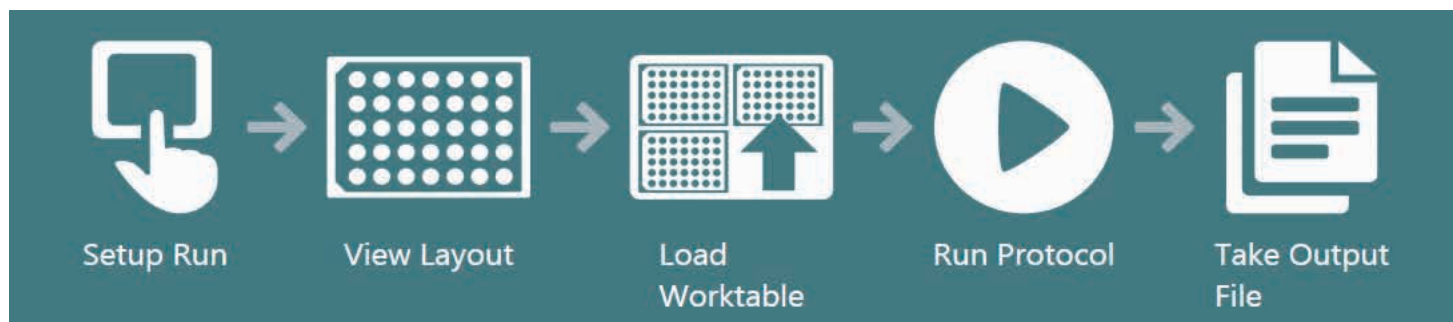 Setup Run
View Layout
Load
Worktable
Run Protocol
Take Output
File